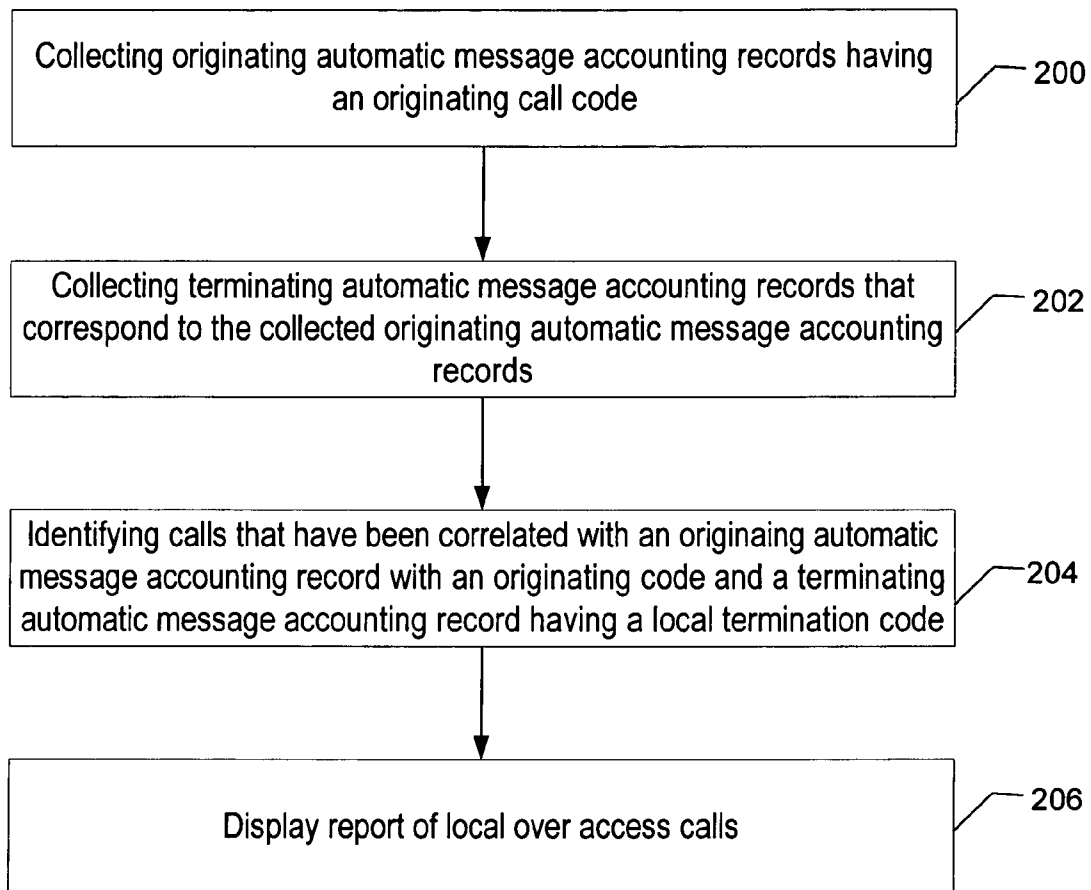 Collecting originating automatic message accounting records having
an originating call code
200
Collecting terminating automatic message accounting records that
correspond to the collected originating automatic message accounting
records
202
Identifying calls that have been correlated with an originaing automatic
message accounting record with an originating code and a terminating
automatic message accounting record having a local termination code
204
Display report of local over access calls
206